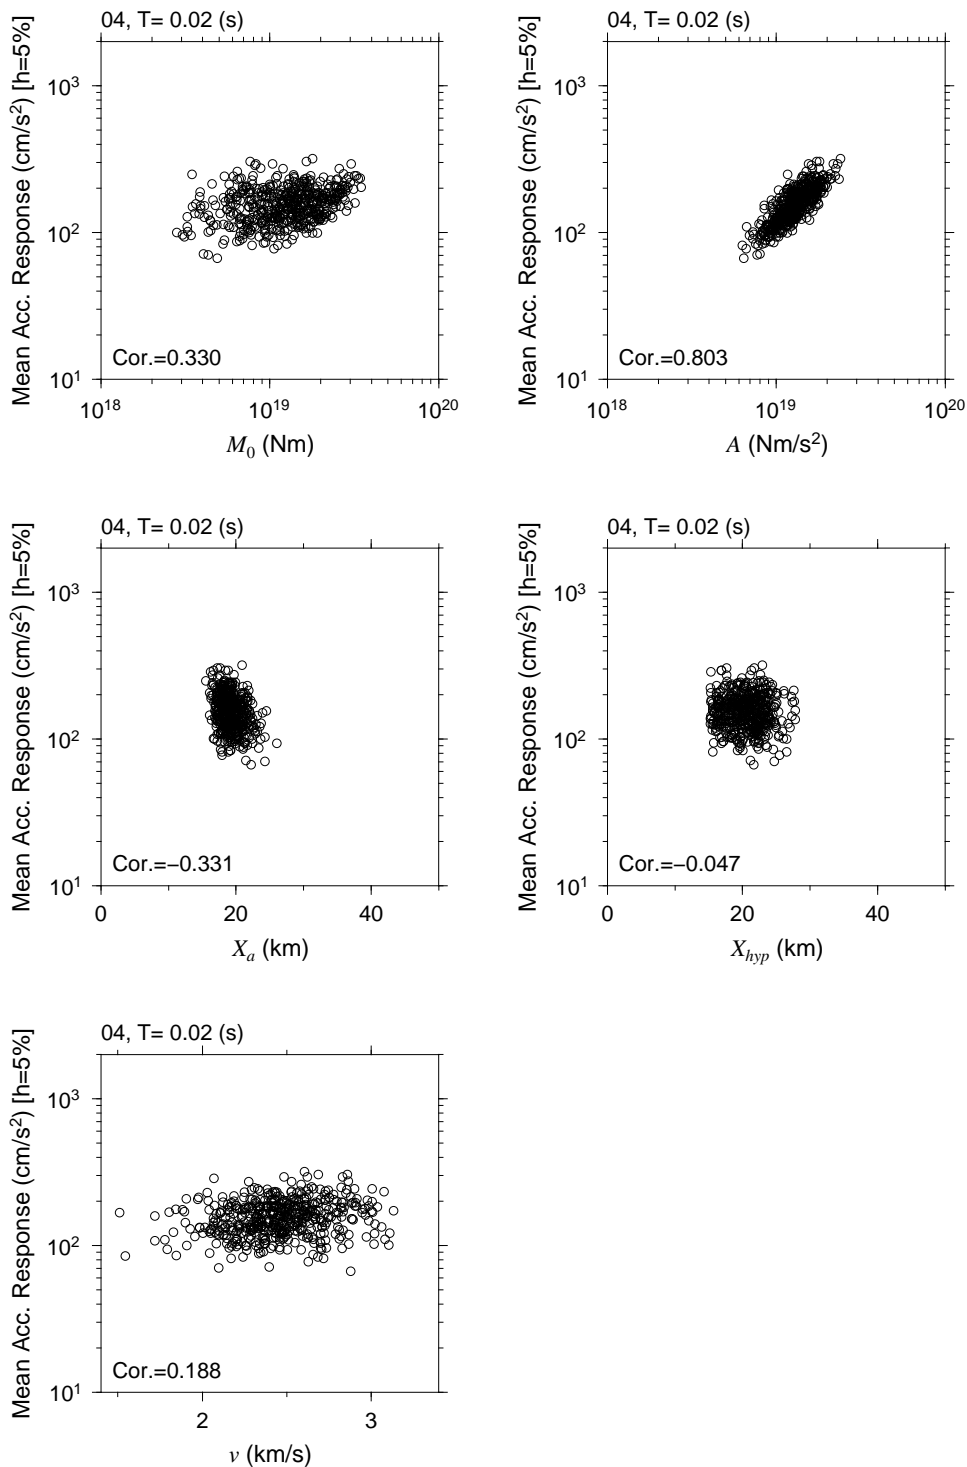 04, T= 0.02 (s)
Mean Acc. Response (cm/s²) [h=5%]
10³
10²
10¹
Cor.=0.330
10¹⁸ 10¹⁹ 10²⁰
M₀ (Nm)
04, T= 0.02 (s)
Mean Acc. Response (cm/s²) [h=5%]
10³
10²
10¹
Cor.=0.803
10¹⁸ 10¹⁹ 10²⁰
A (Nm/s²)
04, T= 0.02 (s)
Mean Acc. Response (cm/s²) [h=5%]
10³
10²
10¹
Cor.=−0.331
0 20 40
Xₐ (km)
04, T= 0.02 (s)
Mean Acc. Response (cm/s²) [h=5%]
10³
10²
10¹
Cor.=−0.047
0 20 40
X_hyp (km)
04, T= 0.02 (s)
Mean Acc. Response (cm/s²) [h=5%]
10³
10²
10¹
Cor.=0.188
2 3
v (km/s)